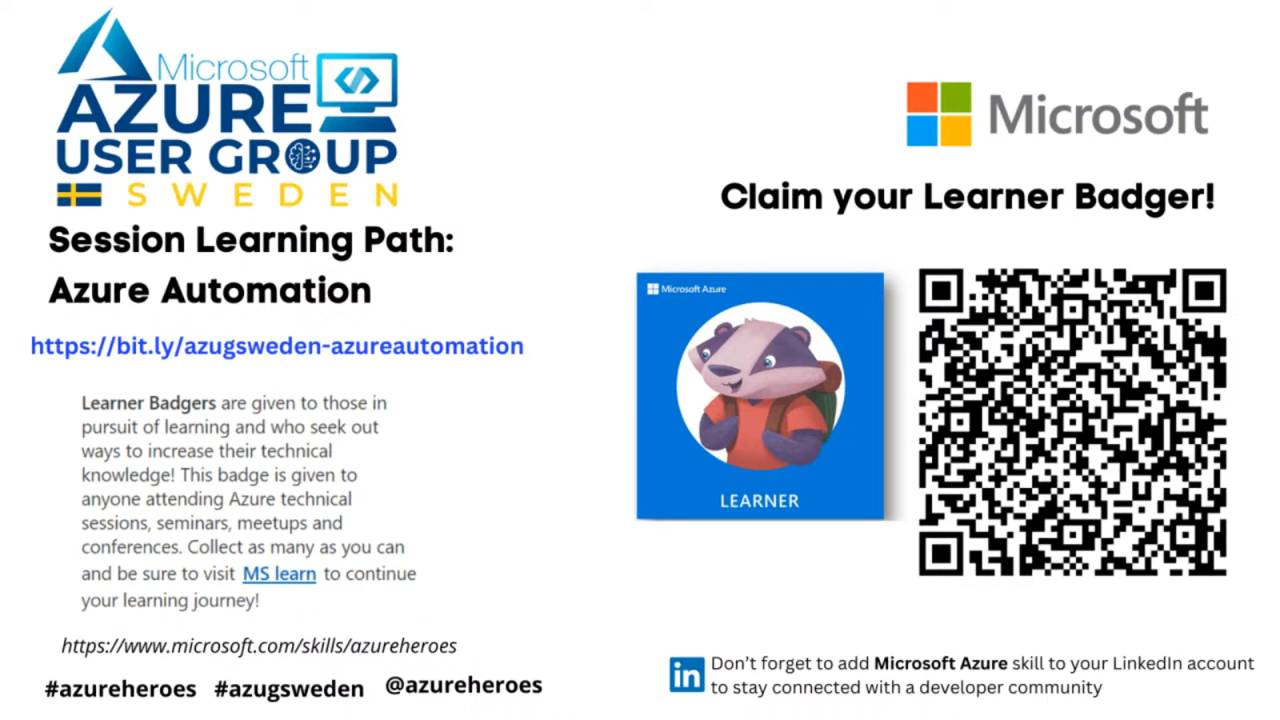 Microsoft
AZURE
USER GROUP
SWEDEN
Session Learning Path:
Azure Automation
https://bit.ly/azugsweden-azureautomation
Learner Badgers are given to those in
pursuit of learning and who seek out
ways to increase their technical
knowledge! This badge is given to
anyone attending Azure technical
sessions, seminars, meetups and
conferences. Collect as many as you can
and be sure to visit MS learn to continue
your learning journey!
https://www.microsoft.com/skills/azureheroes
#azureheroes #azugsweden @azureheroes
Microsoft
Claim your Learner Badger!
Microsoft Azure
LEARNER
Don’t forget to add Microsoft Azure skill to your LinkedIn account
to stay connected with a developer community
in